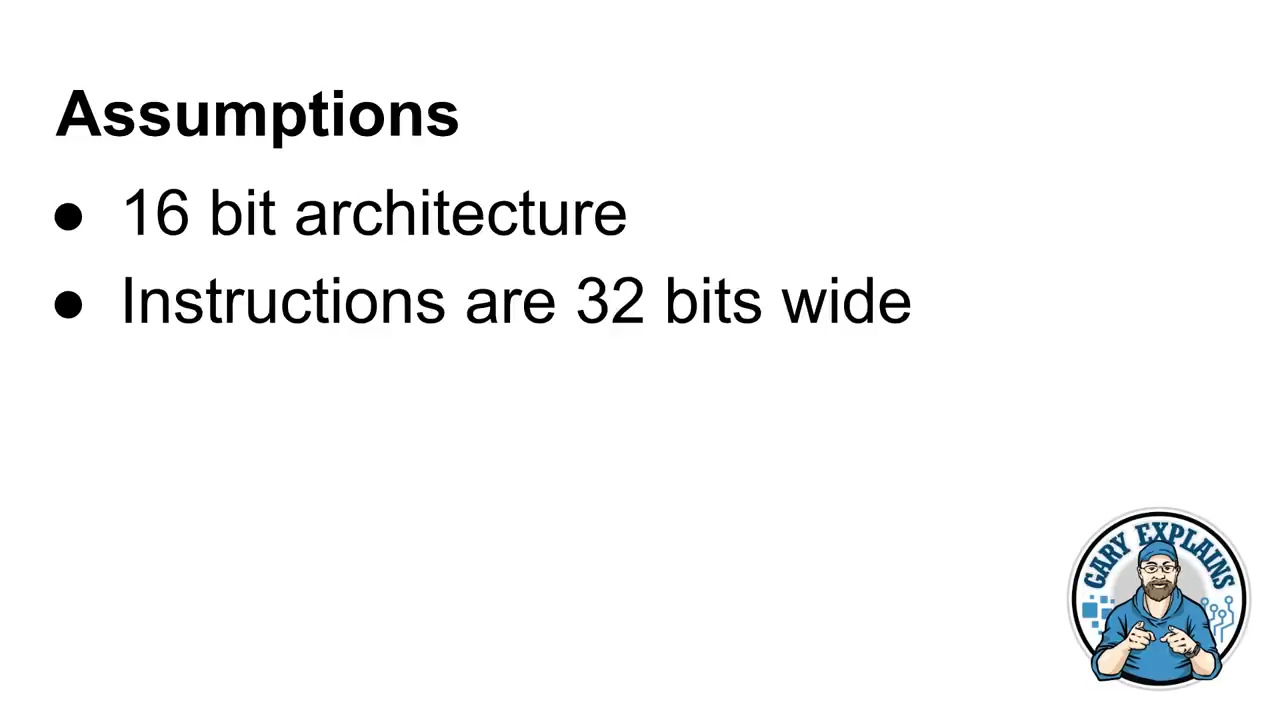 Assumptions
● 16 bit architecture
● Instructions are 32 bits wide
GARY EXPLAINS